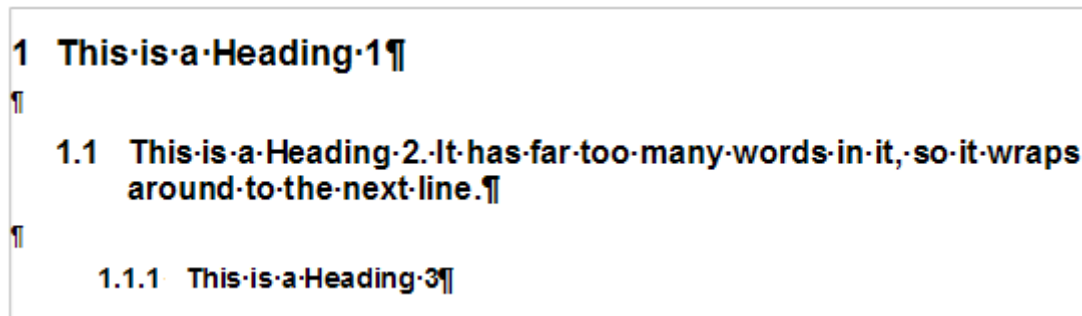 1 This·is·a·Heading·1¶
¶
1.1 This·is·a·Heading·2.·It·has·far·too·many·words·in·it,·so·it·wraps
around·to·the·next·line.¶
¶
1.1.1 This·is·a·Heading·3¶